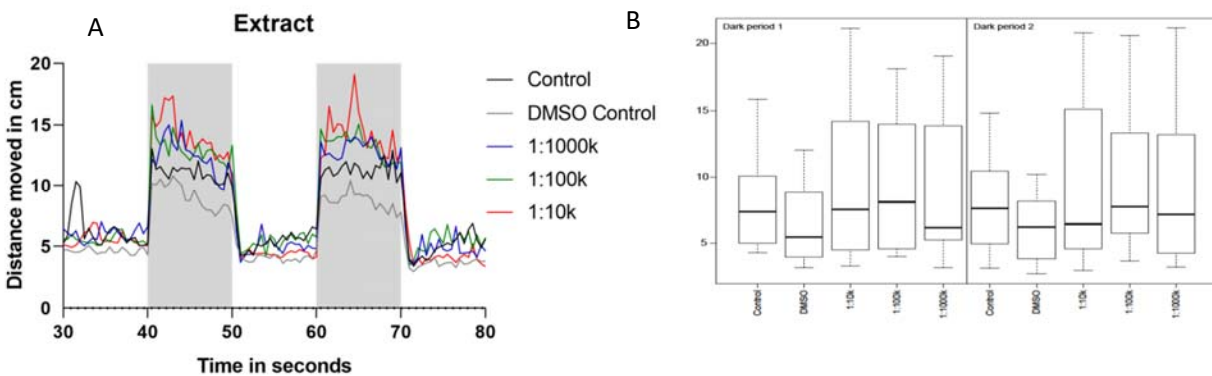 A
Extract
Distance moved in cm
20
15
10
5
0
30
40
50
60
70
80
Time in seconds
Control
DMSO Control
1:1000k
1:100k
1:10k
B
Dark period 1
Dark period 2
20
15
10
5
Control
DMSO
1:10k
1:100k
1:1000k
Control
DMSO
1:10k
1:100k
1:1000k